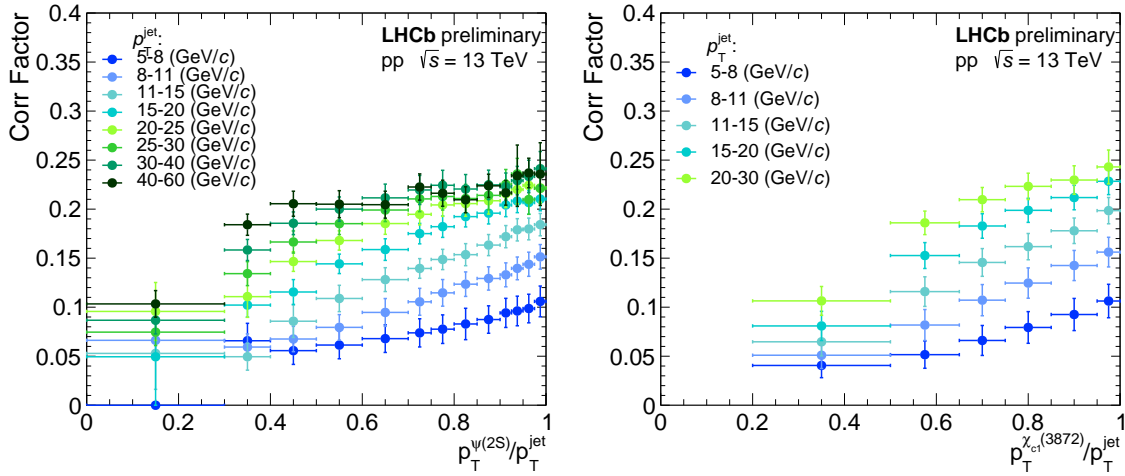 Corr Factor
0.4
0.35
0.3
0.25
0.2
0.15
0.1
0.05
0
p_T^jet:
5-8 (GeV/c)
8-11 (GeV/c)
11-15 (GeV/c)
15-20 (GeV/c)
20-25 (GeV/c)
25-30 (GeV/c)
30-40 (GeV/c)
40-60 (GeV/c)
LHCb preliminary
pp √s = 13 TeV
0 0.2 0.4 0.6 0.8 1
p_T^ψ(2S)/p_T^jet
Corr Factor
0.4
0.35
0.3
0.25
0.2
0.15
0.1
0.05
0
p_T^jet:
5-8 (GeV/c)
8-11 (GeV/c)
11-15 (GeV/c)
15-20 (GeV/c)
20-30 (GeV/c)
LHCb preliminary
pp √s = 13 TeV
0 0.2 0.4 0.6 0.8 1
p_T^χc1(3872)/p_T^jet